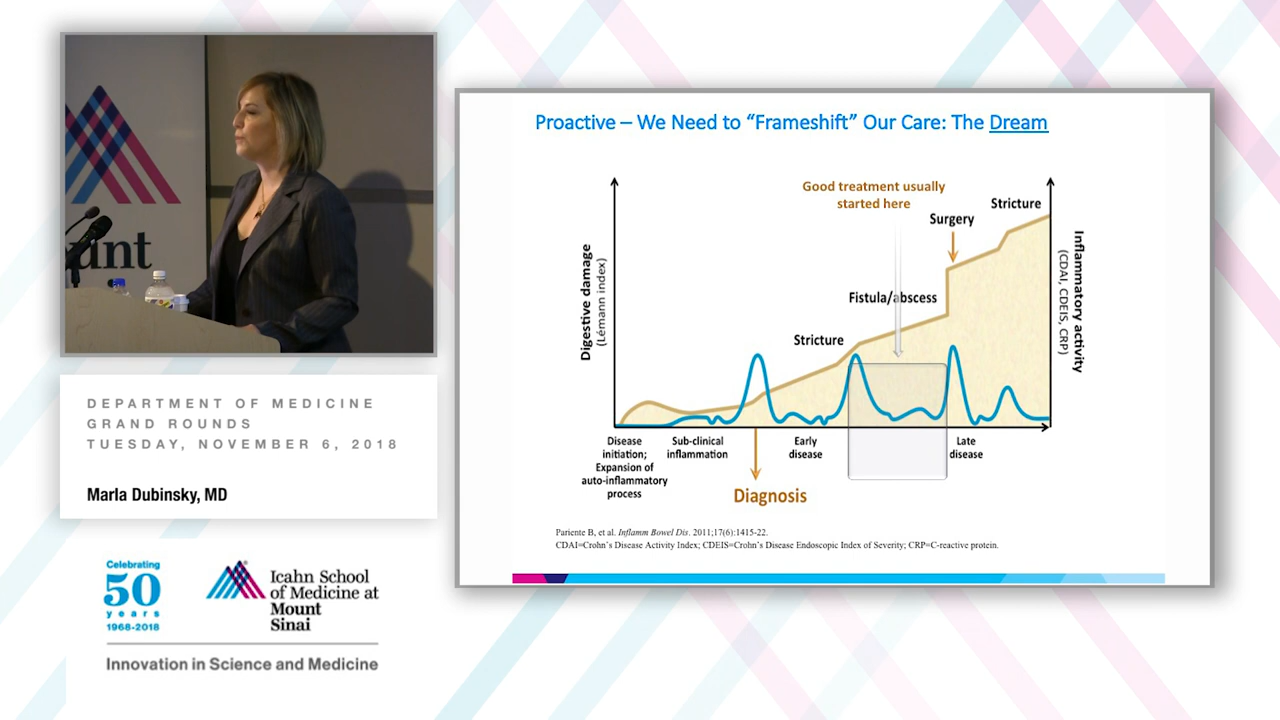 unt
DEPARTMENT OF MEDICINE
GRAND ROUNDS
TUESDAY, NOVEMBER 6, 2018
Marla Dubinsky, MD
Celebrating
50
years
1968-2018
Icahn School
of Medicine at
Mount
Sinai
Innovation in Science and Medicine
Proactive – We Need to “Frameshift” Our Care: The Dream
Good treatment usually
started here
Stricture
Surgery
Fistula/abscess
Stricture
Digestive damage
(Lémann index)
Inflammatory activity
(CDAI, CDEIS, CRP)
Disease
initiation;
Expansion of
auto-inflammatory
process
Sub-clinical
inflammation
Early
disease
Late
disease
Diagnosis
Pariente B, et al. Inflamm Bowel Dis. 2011;17(6):1415-22.
CDAI=Crohn’s Disease Activity Index; CDEIS=Crohn’s Disease Endoscopic Index of Severity; CRP=C-reactive protein.